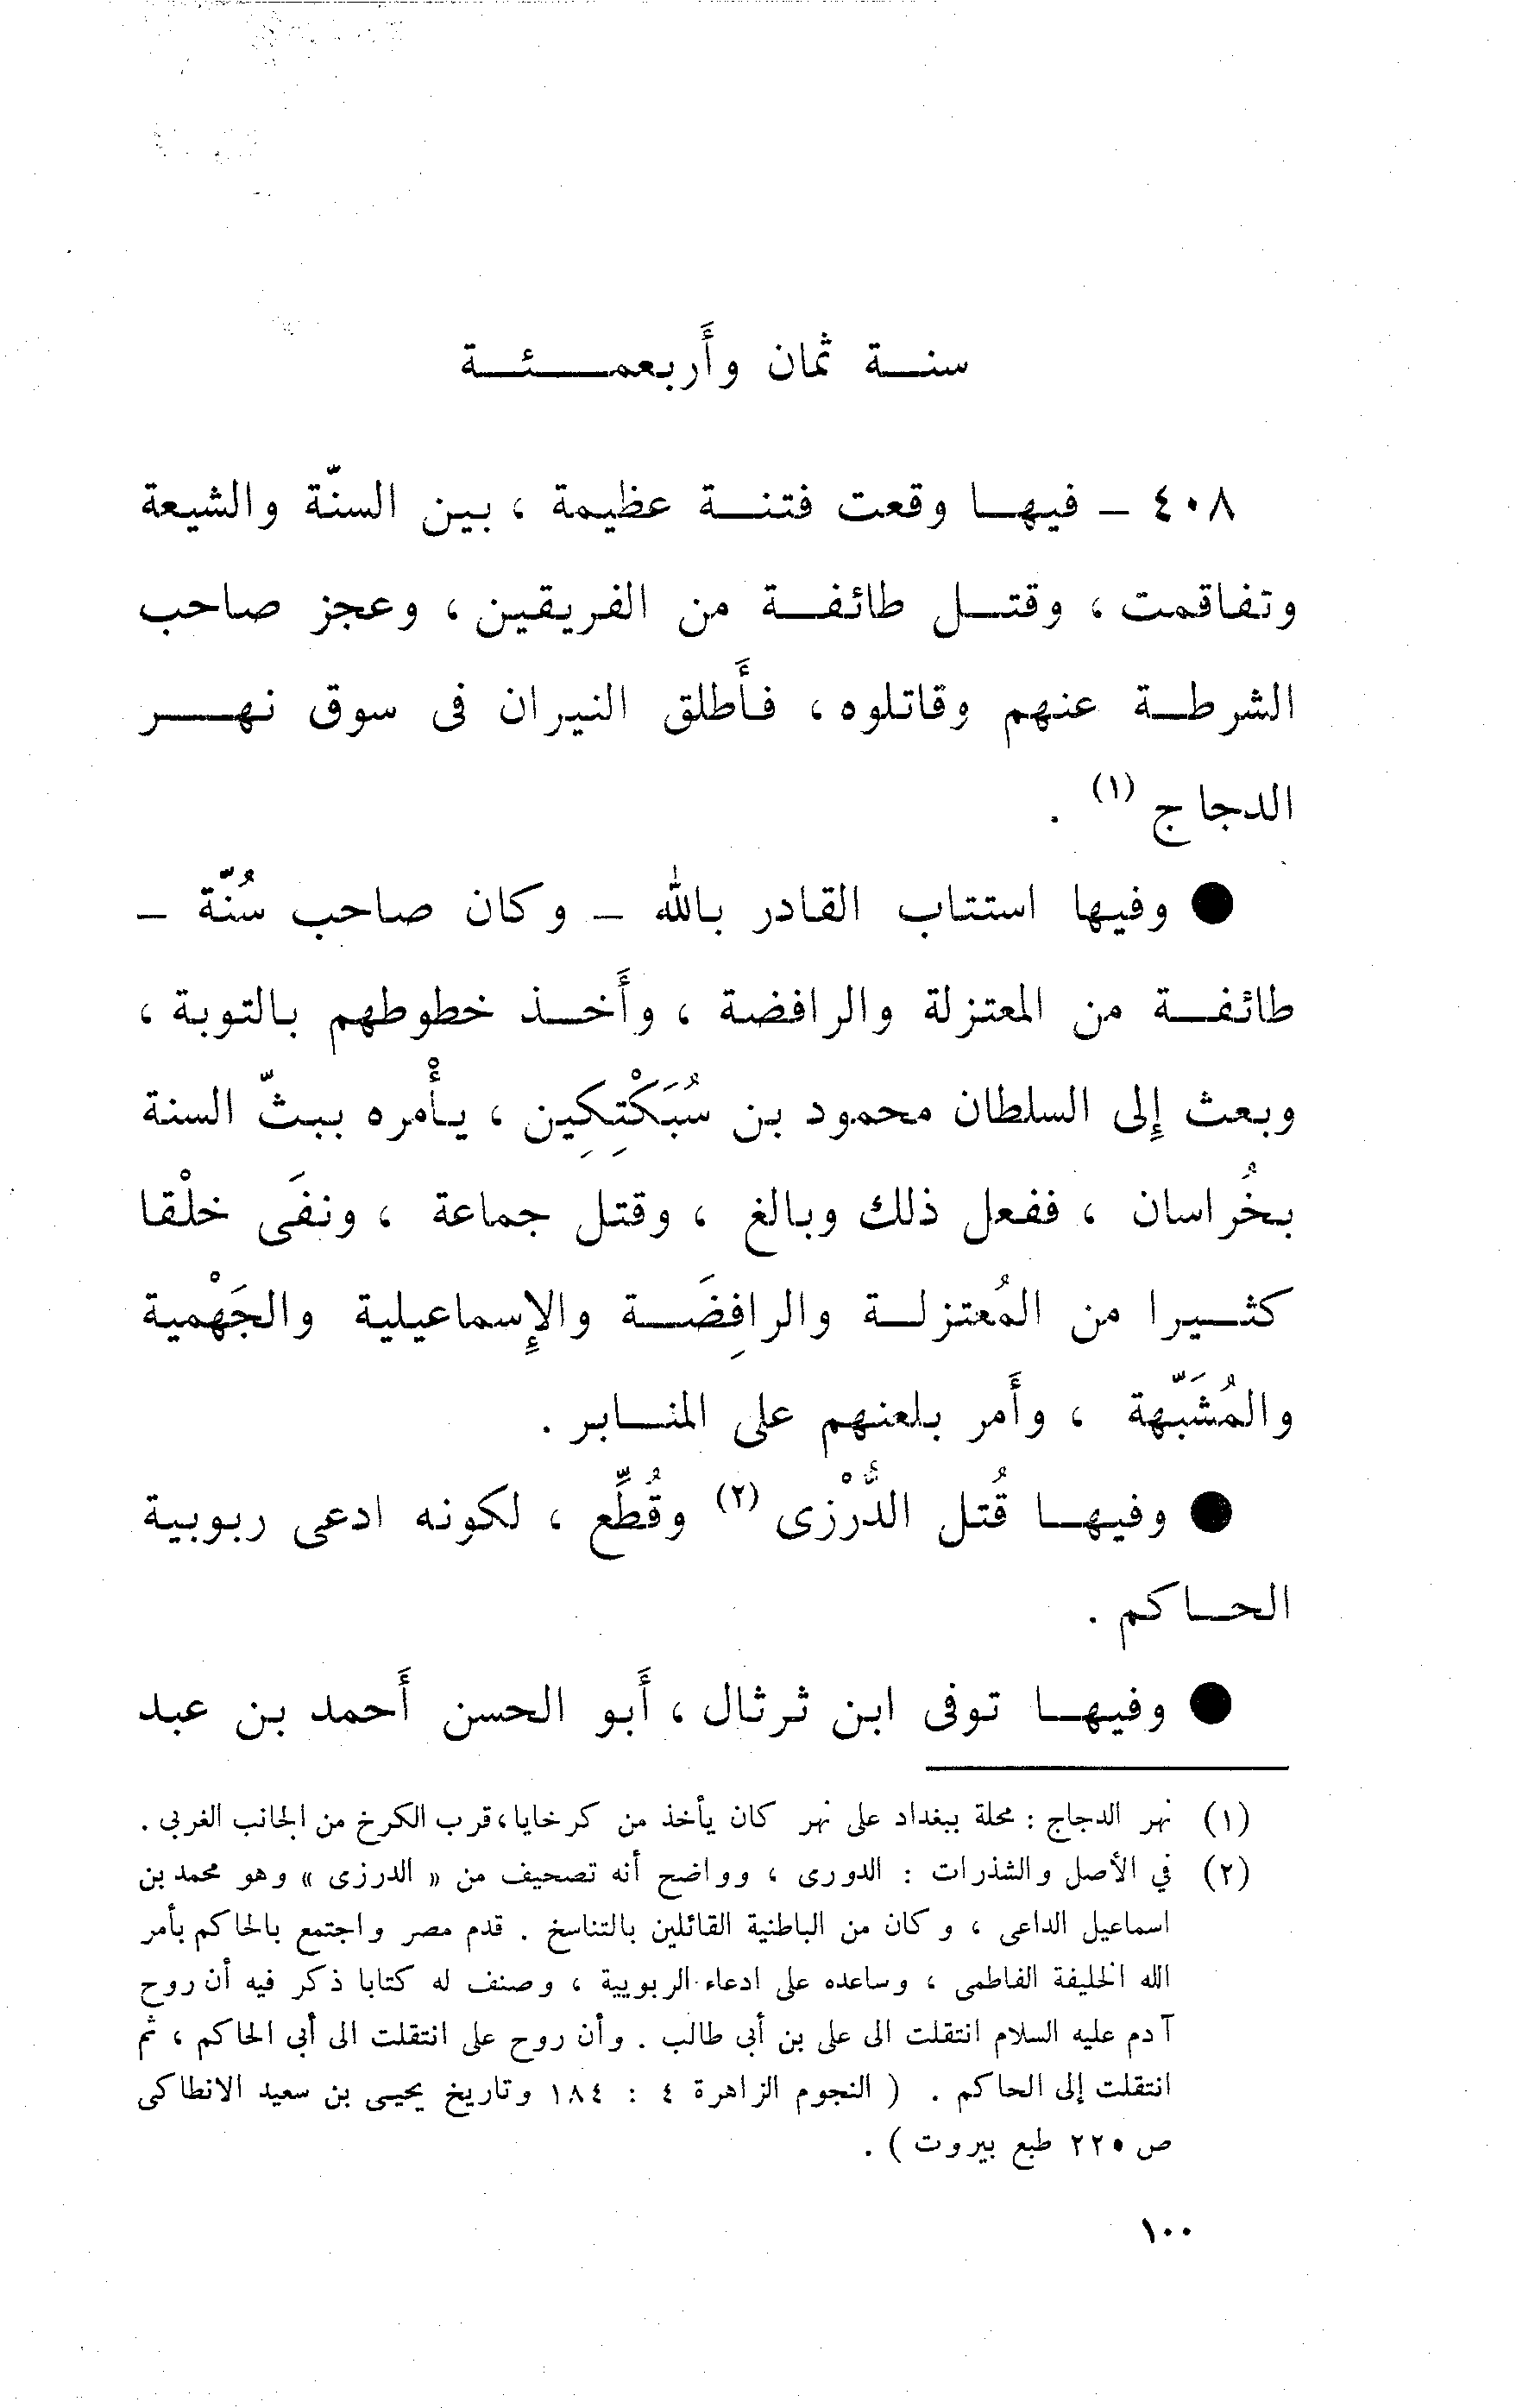 سنة ثمان وأَربعمئة
٤٠٨ – فيها وقعت فتنة عظيمة ، بين السنّة والشيعة
وتفاقمت ، وقتل طائفة من الفريقين ، وعجز صاحب
الشرطة عنهم وقاتلوه ، فأَطلق النيران فى سوق نهر
الدجاج (١) .
● وفيها استتاب القادر بالله – وكان صاحب سُنّة –
طائفة من المعتزلة والرافضة ، وأَخذ خطوطهم بالتوبة ،
وبعث إلى السلطان محمود بن سُبَكْتِكِين ، يأْمره ببثّ السنة
بخُراسان ، ففعل ذلك وبالغ ، وقتل جماعة ، ونفَى خلْقا
كثيرا من المُعتزلة والرافِضَة والإسماعيلية والجَهْمية
والمُشَبّهة ، وأَمر بلعنهم على المنابر .
● وفيها قُتل الدُّرْزى (٢) وقُطِّع ، لكونه ادعى ربوبية
الحاكم .
● وفيها توفى ابن ثرثال ، أَبو الحسن أَحمد بن عبد
(١) نهر الدجاج : محلة ببغداد على نهر كان يأخذ من كرخايا ، قرب الكرخ من الجانب الغربي .
(٢) في الأصل والشذرات : الدورى ، وواضح أنه تصحيف من « الدرزى » وهو محمد بن
اسماعيل الداعى ، وكان من الباطنية القائلين بالتناسخ . قدم مصر واجتمع بالحاكم بأمر
الله الخليفة الفاطمى ، وساعده على ادعاء الربوبية ، وصنف له كتابا ذكر فيه أن روح
آدم عليه السلام انتقلت الى على بن أبى طالب . وأن روح على انتقلت الى أبى الحاكم ، ثم
انتقلت إلى الحاكم . ( النجوم الزاهرة ٤ : ١٨٤ وتاريخ يحيى بن سعيد الانطاكى
ص ٢٢٥ طبع بيروت ) .
١٠٠